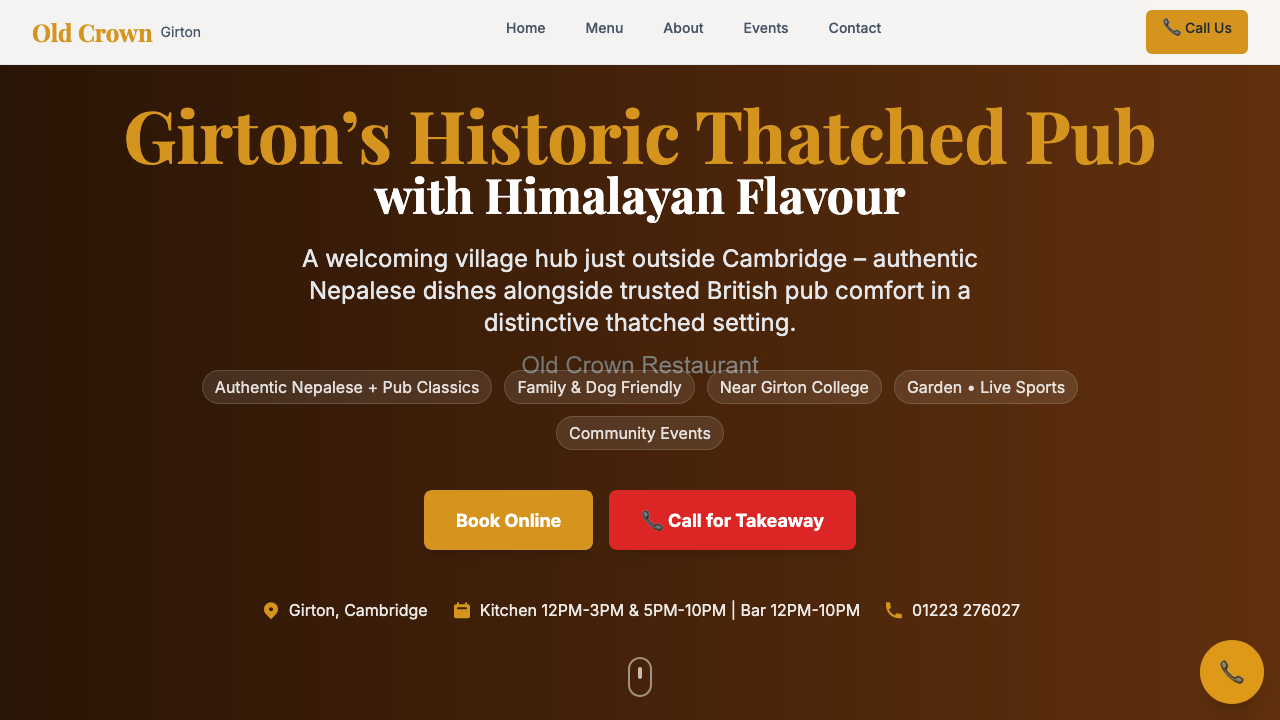 Old Crown Girton
Home Menu About Events Contact
Call Us
Girton’s Historic Thatched Pub
with Himalayan Flavour
A welcoming village hub just outside Cambridge – authentic
Nepalese dishes alongside trusted British pub comfort in a
distinctive thatched setting.
Old Crown Restaurant
Authentic Nepalese + Pub Classics Family & Dog Friendly Near Girton College Garden • Live Sports
Community Events
Book Online Call for Takeaway
Girton, Cambridge Kitchen 12PM-3PM & 5PM-10PM | Bar 12PM-10PM 01223 276027